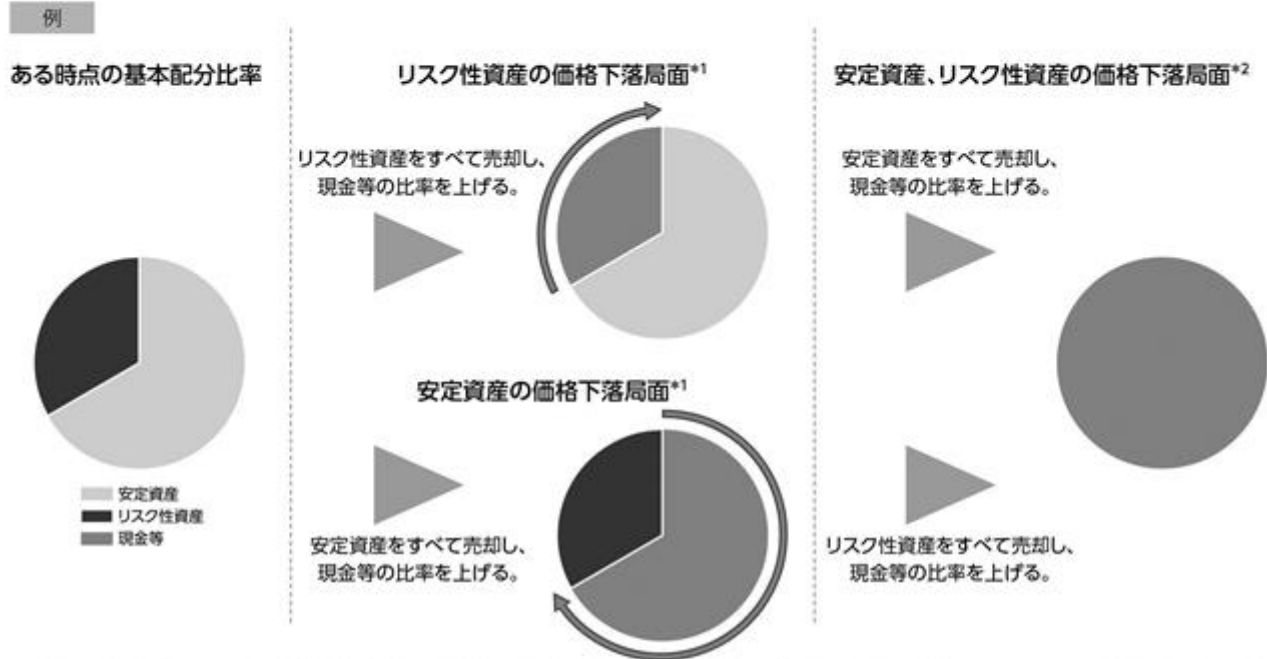 例
ある時点の基本配分比率
安定資産
リスク性資産
現金等
リスク性資産の価格下落局面*1
リスク性資産をすべて売却し、
現金等の比率を上げる。
安定資産の価格下落局面*1
安定資産をすべて売却し、
現金等の比率を上げる。
安定資産、リスク性資産の価格下落局面*2
安定資産をすべて売却し、
現金等の比率を上げる。
リスク性資産をすべて売却し、
現金等の比率を上げる。